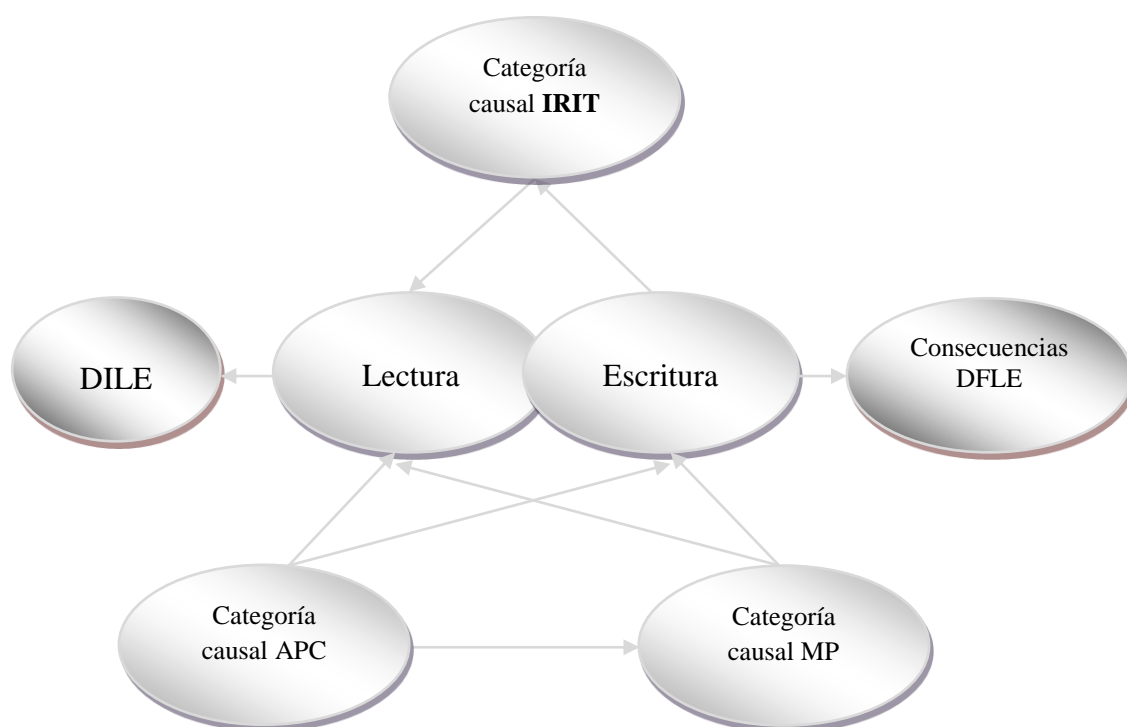 Categoría
causal IRIT
DILE
Lectura
Escritura
Consecuencias
DFLE
Categoría
causal APC
Categoría
causal MP